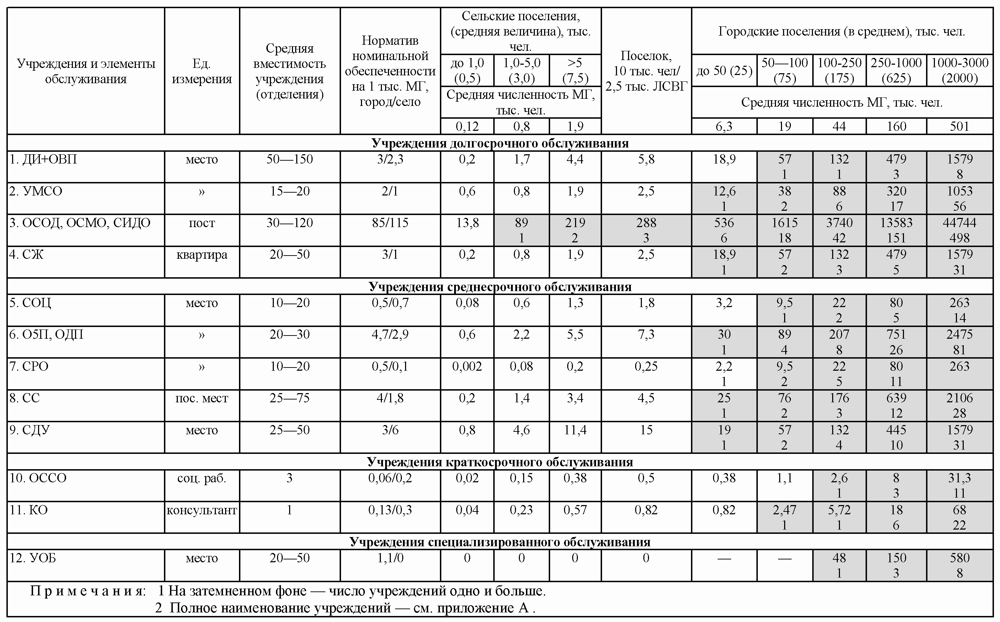 Учреждения и элементы
обслуживания
Ед.
измерения
Средняя
вместимость
учреждения
(отделения)
Норматив
номинальной
обеспеченности
на 1 тыс. МГ,
город/село
Сельские поселения,
(средняя величина), тыс.
чел.
Поселок,
10 тыс. чел/
2,5 тыс. ЛСВГ
Городские поселения (в среднем), тыс. чел.
до 1,0
(0,5)
1,0-5,0
(3,0)
>5
(7,5)
до 50 (25)
50—100
(75)
100-250
(175)
250-1000
(625)
1000-3000
(2000)
Средняя численность МГ,
тыс. чел.
Средняя численность МГ, тыс. чел.
0,12 0,8 1,9 6,3 19 44 160 501
Учреждения долгосрочного обслуживания
1. ДИ+ОВП место 50—150 3/2,3 0,2 1,7 4,4 5,8 18,9 57 132 479 1579
1 1 3 8
2. УМСО » 15—20 2/1 0,6 0,8 1,9 2,5 12,6 38 88 320 1053
1 2 6 17 56
3. ОСОД, ОСМО, СИДО пост 30—120 85/115 13,8 89 219 288 536 1615 3740 13583 44744
1 2 3 6 18 42 151 498
4. СЖ квартира 20—50 3/1 0,2 0,8 1,9 2,5 18,9 57 132 479 1579
1 2 3 5 31
Учреждения среднесрочного обслуживания
5. СОЦ место 10—20 0,5/0,7 0,08 0,6 1,3 1,8 3,2 9,5 22 80 263
1 2 5 14
6. О5П, ОДП » 20—30 4,7/2,9 0,6 2,2 5,5 7,3 30 89 207 751 2475
1 4 8 26 81
7. СРО » 10—20 0,5/0,1 0,002 0,08 0,2 0,25 2,2 9,5 22 80 263
1 2 5 11
8. СС пос. мест 25—75 4/1,8 0,2 1,4 3,4 4,5 25 76 176 639 2106
1 2 3 12 28
9. СДУ место 25—50 3/6 0,8 4,6 11,4 15 19 57 132 445 1579
1 2 4 10 31
Учреждения краткосрочного обслуживания
10. ОССО соц. раб. 3 0,06/0,2 0,02 0,15 0,38 0,5 0,38 1,1 2,6 8 31,3
1 3 11
11. КО консультант 1 0,13/0,3 0,04 0,23 0,57 0,82 0,82 2,47 5,72 18 68
1 1 6 22
Учреждения специализированного обслуживания
12. УОБ место 20—50 1,1/0 0 0 0 0 — — 48 150 580
1 3 8
П р и м е ч а н и я: 1 На затемненном фоне — число учреждений одно и больше.
2 Полное наименование учреждений — см. приложение А .